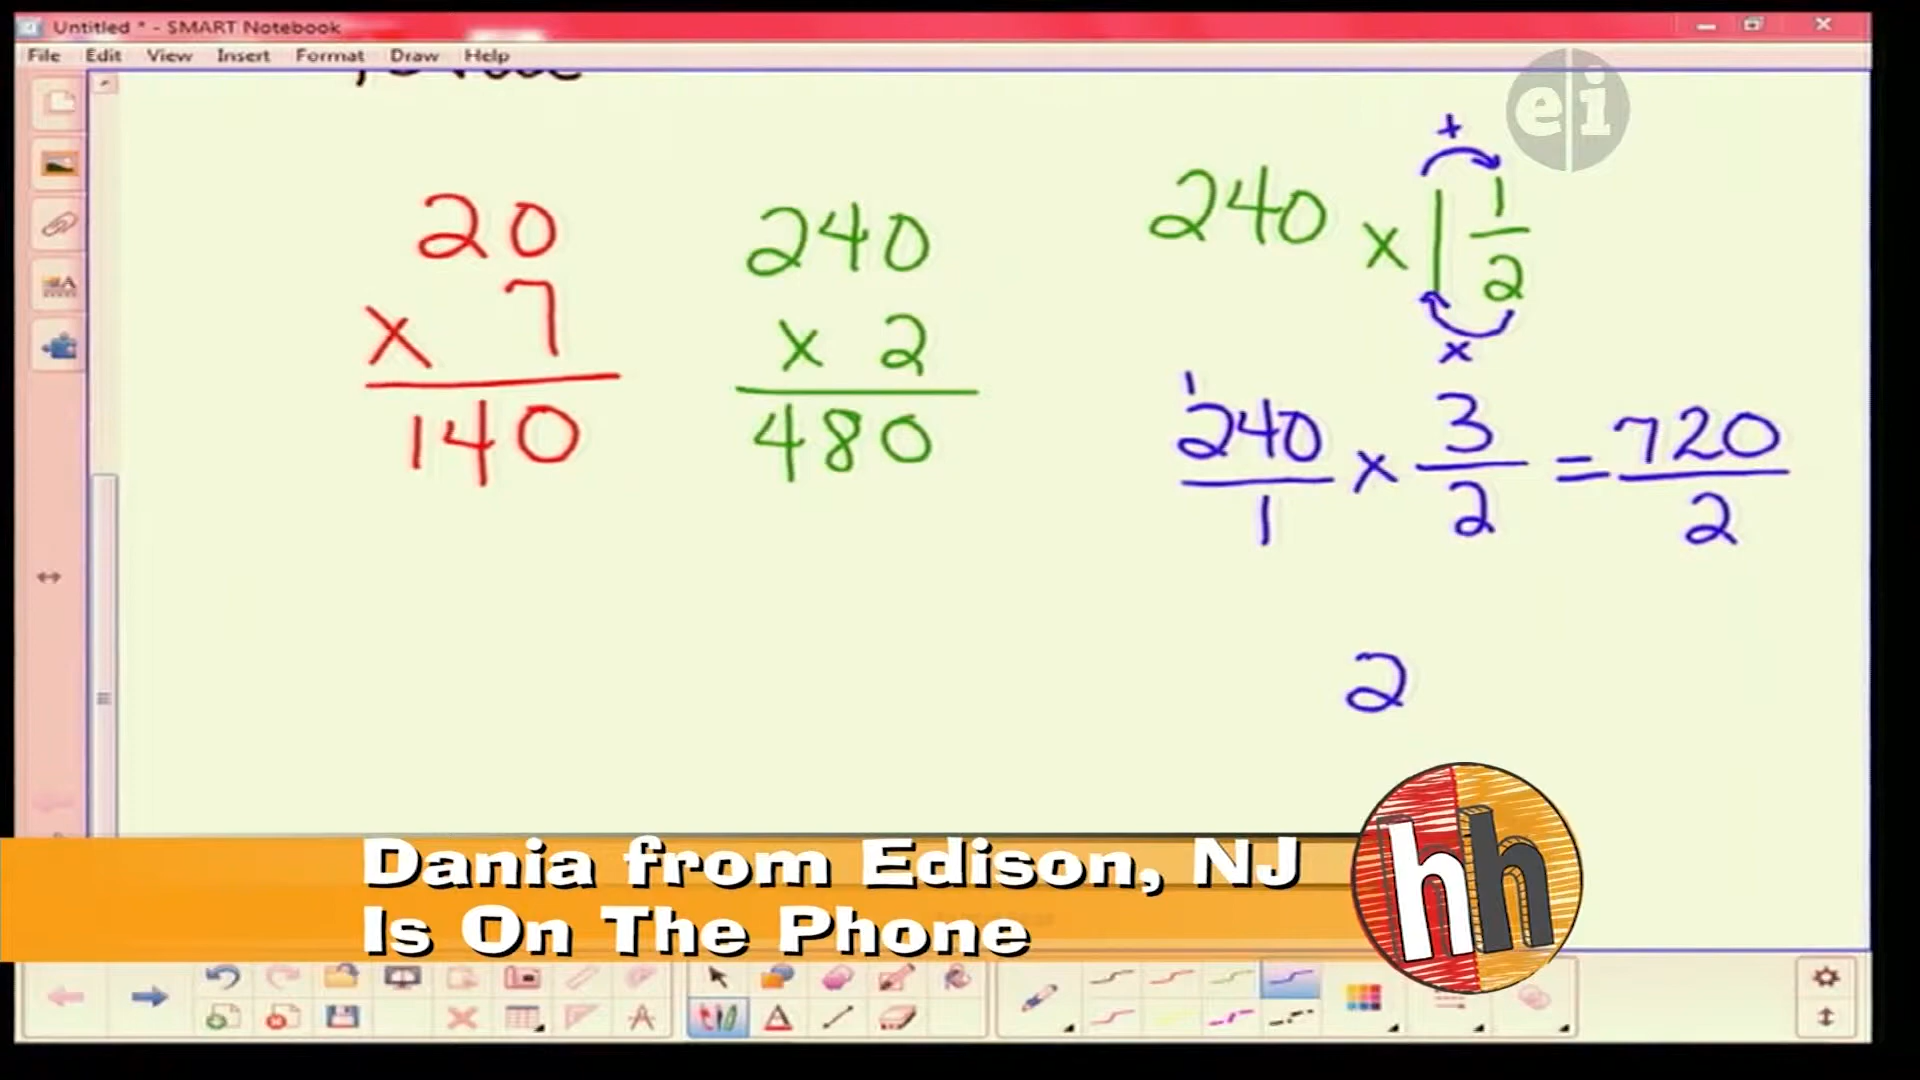 Untitled * - SMART Notebook
File Edit View Insert Format Draw Help
ei
20
x 7
140
240
x 2
480
+
240 x 1 1/2
x
1
240/1 x 3/2 = 720/2
2
Dania from Edison, NJ
Is On The Phone
hh